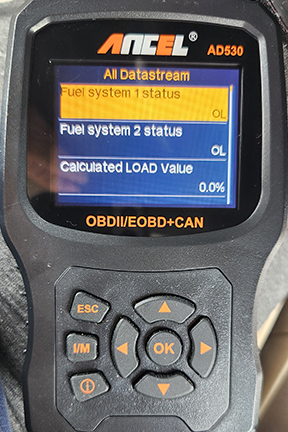 ANCEL®
AD530
All Datastream
Fuel system 1 status
OL
Fuel system 2 status
OL
Calculated LOAD Value
0.0%
OBDII/EOBD+CAN
ESC
I/M
OK